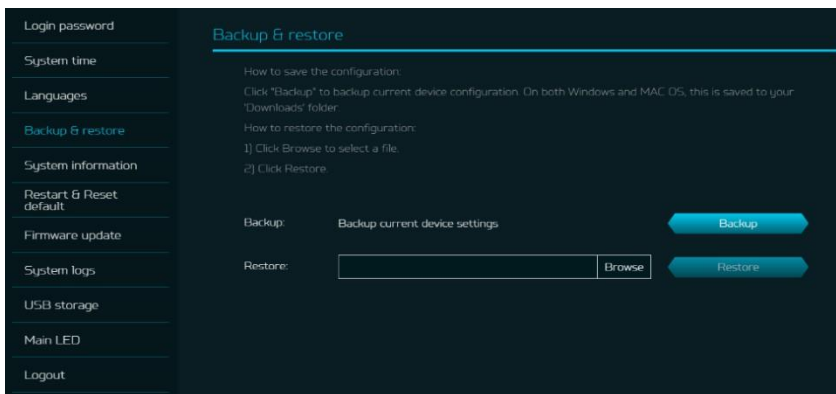 Login password
System time
Languages
Backup & restore
System information
Restart & Reset
default
Firmware update
System logs
USB storage
Main LED
Logout
Backup & restore
How to save the configuration:
Click "Backup" to backup current device configuration. On both Windows and MAC OS, this is saved to your
'Downloads' folder.
How to restore the configuration:
1) Click Browse to select a file.
2) Click Restore.
Backup: Backup current device settings Backup
Restore: Browse Restore